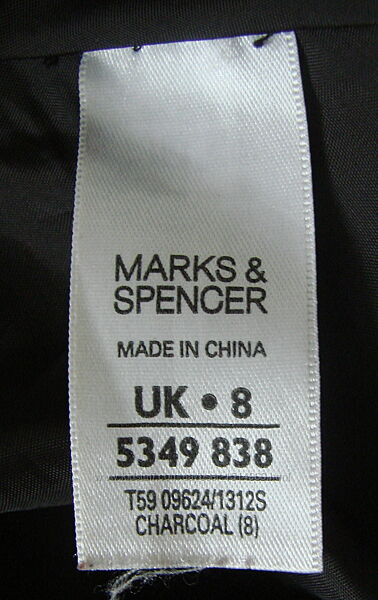 MARKS &
SPENCER
MADE IN CHINA
UK • 8
5349 838
T59 09624/1312S
CHARCOAL (8)